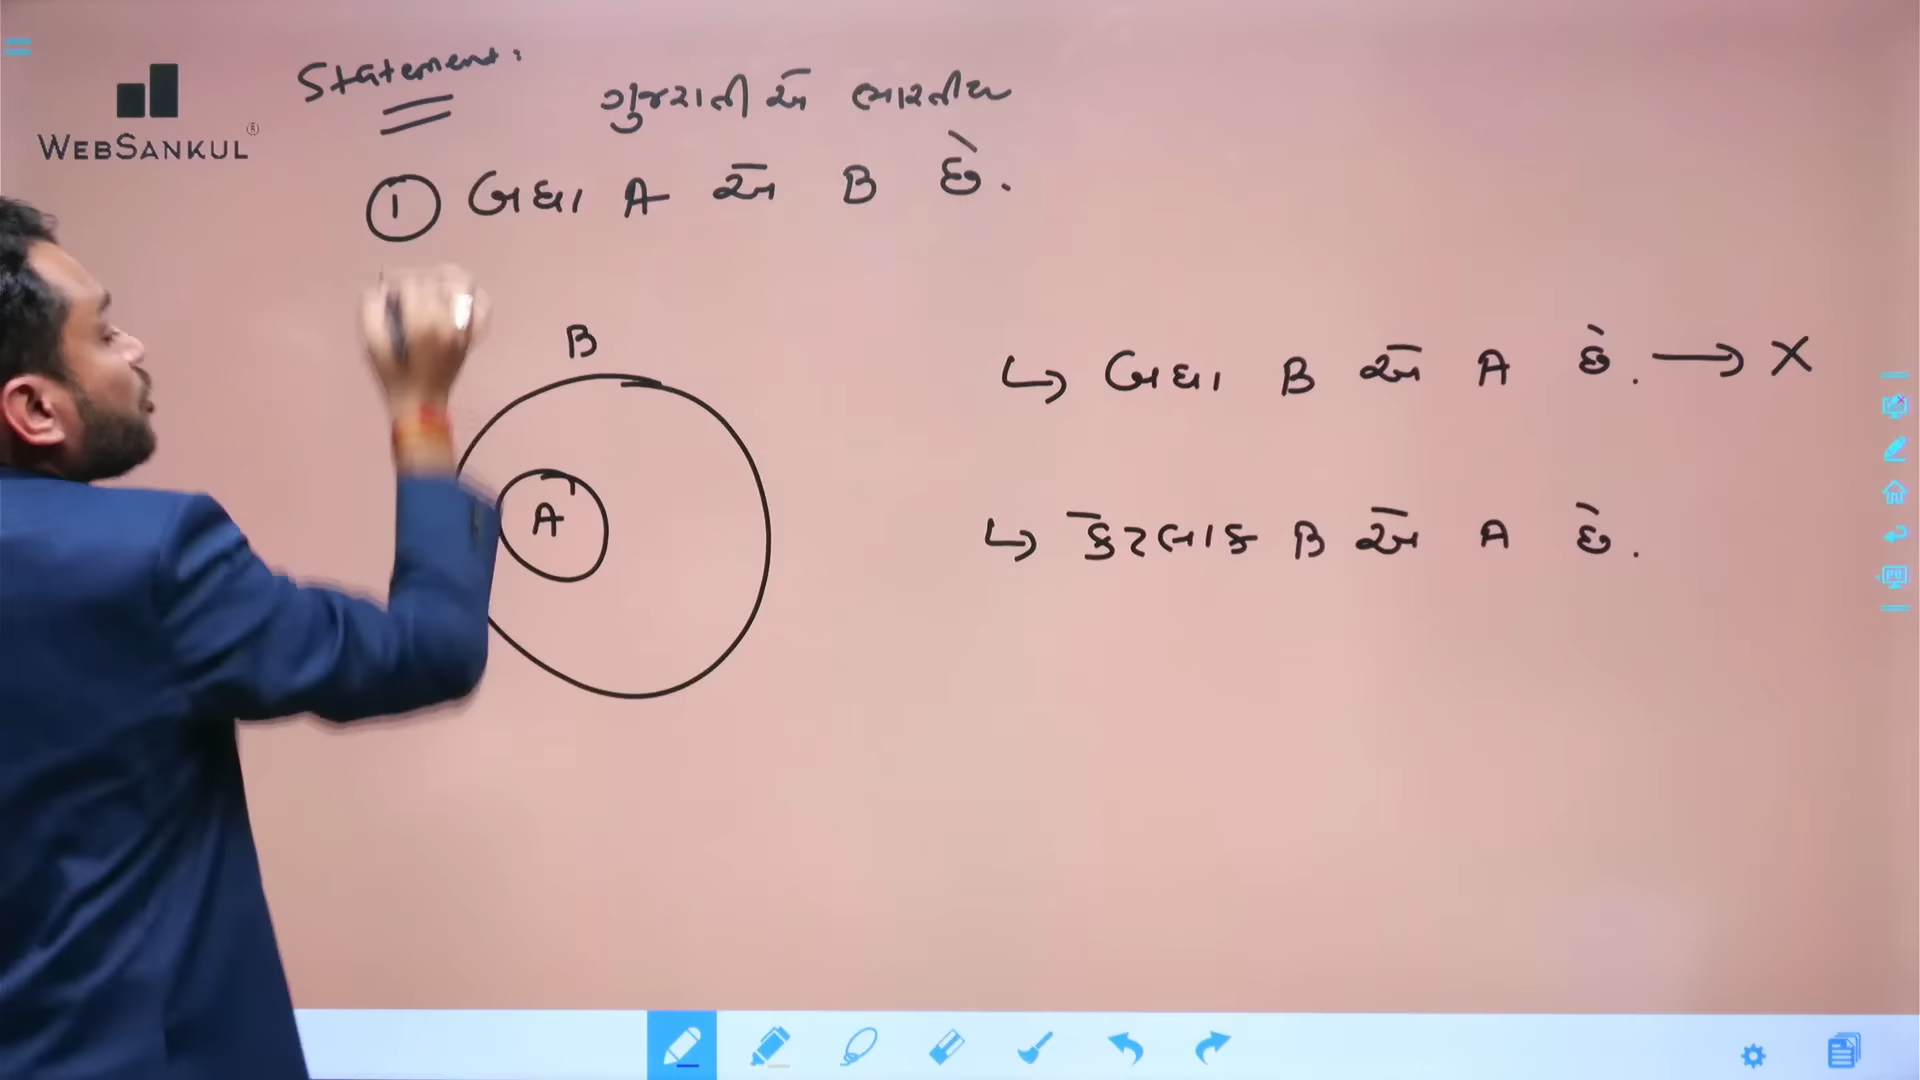 Statement:
ગુજરાતી એ ભારતીય
WEBSANKUL®
① બધા A એ B છે.
B
A
↳ બધા B એ A છે. → X
↳ કેટલાક B એ A છે.